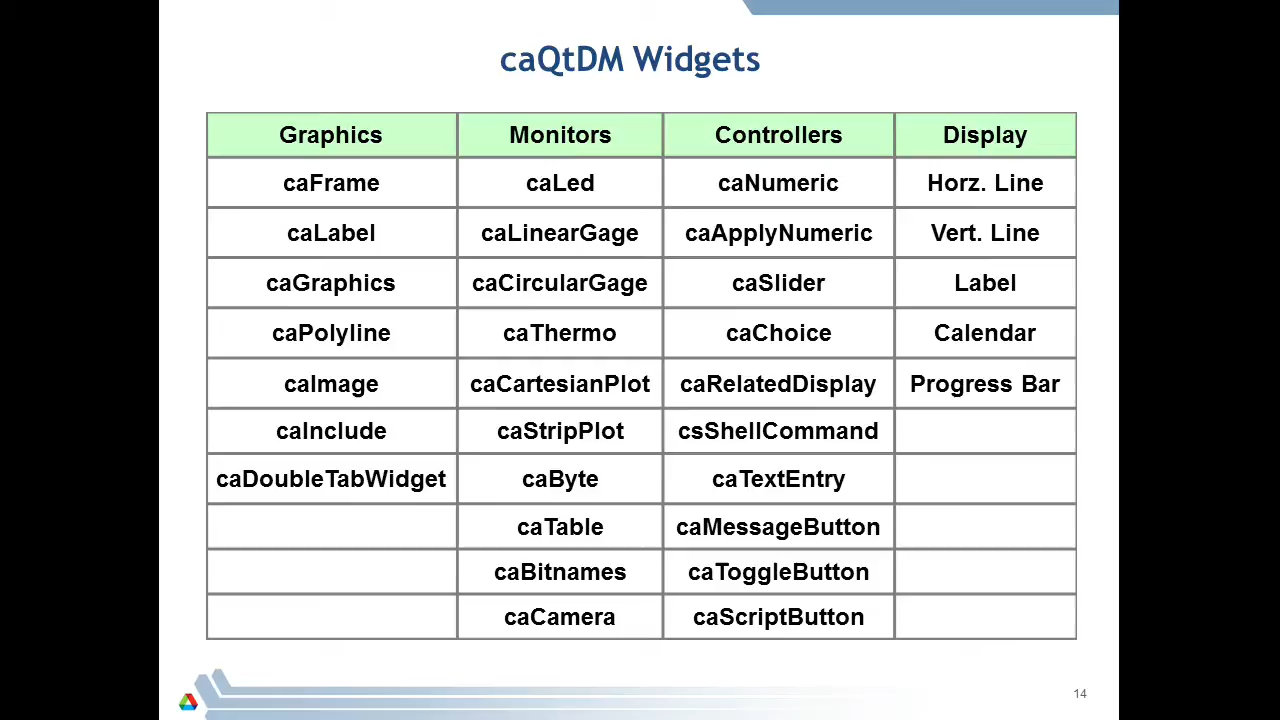 caQtDM Widgets
Graphics Monitors Controllers Display
caFrame caLed caNumeric Horz. Line
caLabel caLinearGage caApplyNumeric Vert. Line
caGraphics caCircularGage caSlider Label
caPolyline caThermo caChoice Calendar
caImage caCartesianPlot caRelatedDisplay Progress Bar
caInclude caStripPlot csShellCommand
caDoubleTabWidget caByte caTextEntry
caTable caMessageButton
caBitnames caToggleButton
caCamera caScriptButton
14